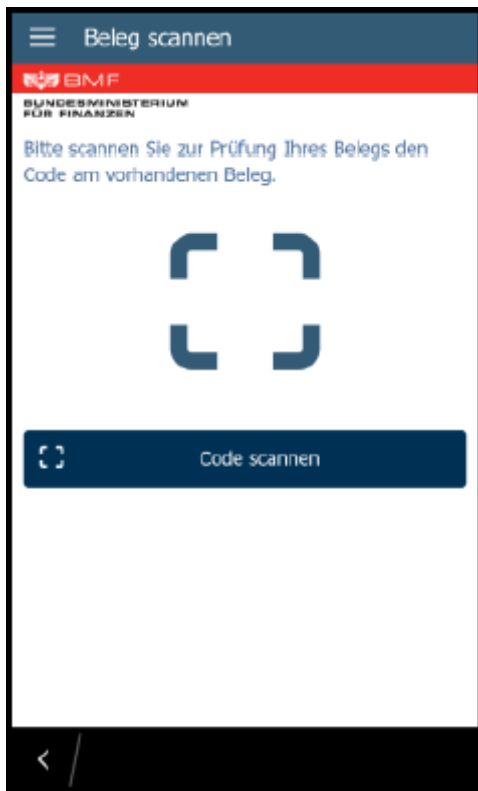 Beleg scannen
BMF
BUNDESMINISTERIUM
FÜR FINANZEN
Bitte scannen Sie zur Prüfung Ihres Belegs den
Code am vorhandenen Beleg.
Code scannen